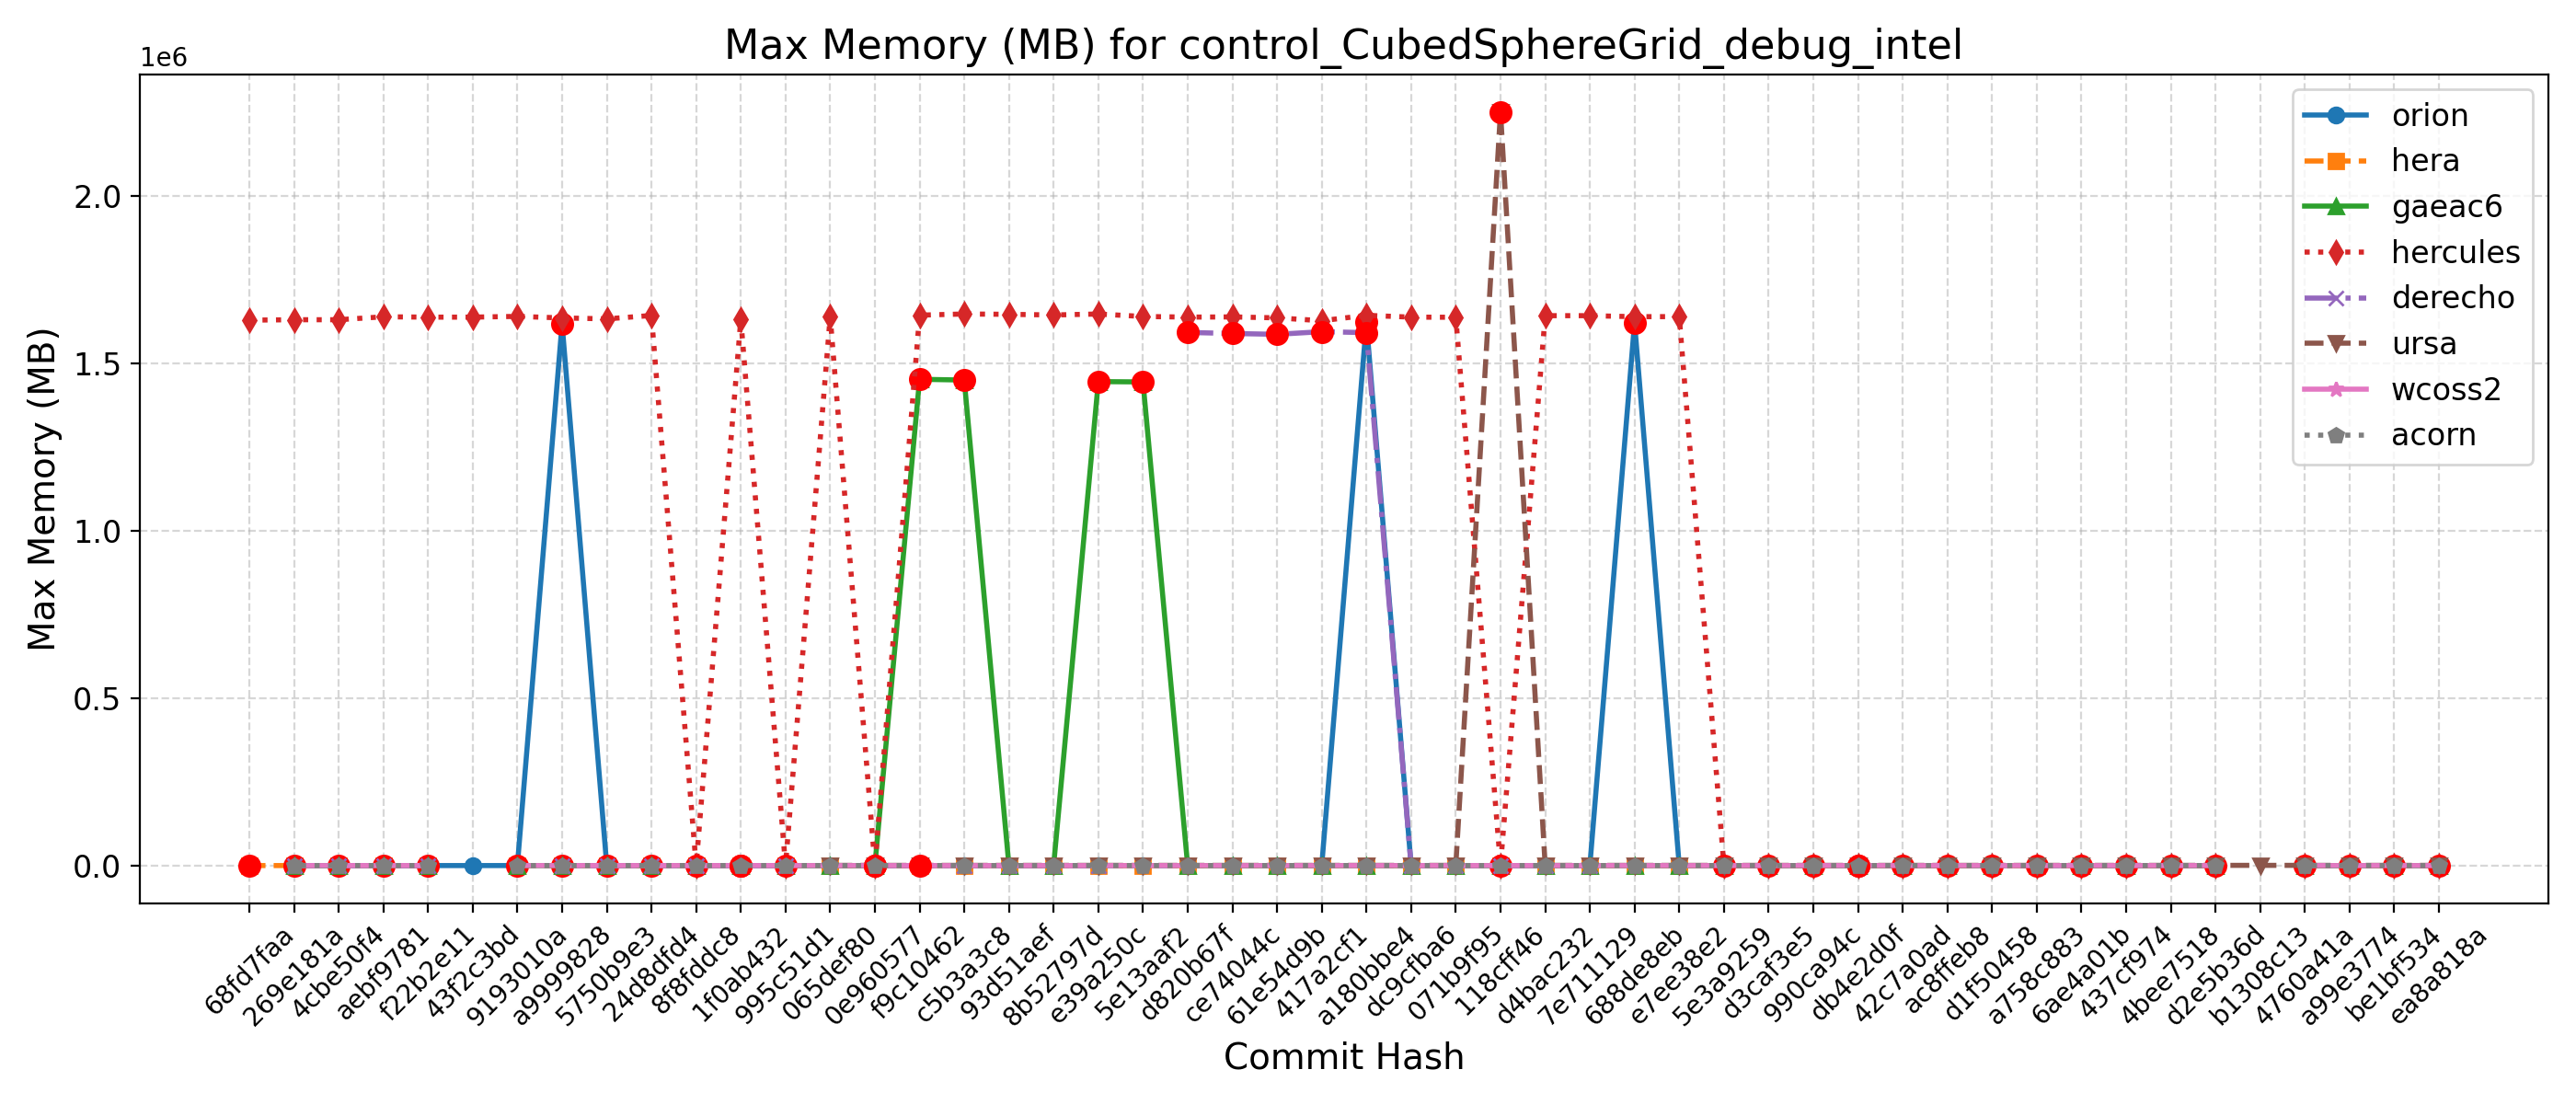 Max Memory (MB) for control_CubedSphereGrid_debug_intel
1e6
Max Memory (MB)
2.0
1.5
1.0
0.5
0.0
orion
hera
gaeac6
hercules
derecho
ursa
wcoss2
acorn
68fd7faa
269e181a
4cbe50f4
aebf9781
f22b2e11
43f2c3bd
9193010a
a9999828
5750b9e3
24d8dfd4
8f8fddc8
1f0ab432
995c51d1
065def80
0e960577
f9c10462
c5b3a3c8
93d51aef
8b52797d
e39a250c
5e13aaf2
d820b67f
ce74044c
61e54d9b
417a2cf1
a180bbe4
dc9cfba6
071b9f95
118cff46
d4bac232
7e711129
688de8eb
e7ee38e2
5e3a9259
d3caf3e5
990ca94c
db4e2d0f
42c7a0ad
ac8ffeb8
d1f50458
a758c883
6ae4a01b
437cf974
4bee7518
d2e5b36d
b1308c13
4760a41a
a99e3774
be1bf534
ea8a818a
Commit Hash